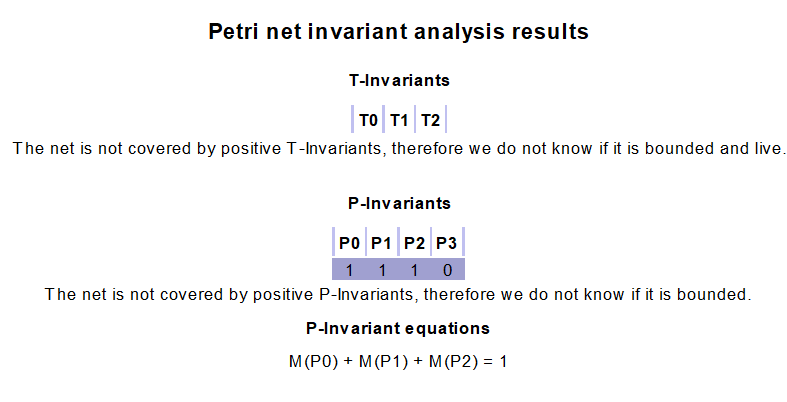 Petri net invariant analysis results
T-Invariants
T0 T1 T2
The net is not covered by positive T-Invariants, therefore we do not know if it is bounded and live.
P-Invariants
P0 P1 P2 P3
1 1 1 0
The net is not covered by positive P-Invariants, therefore we do not know if it is bounded.
P-Invariant equations
M(P0) + M(P1) + M(P2) = 1